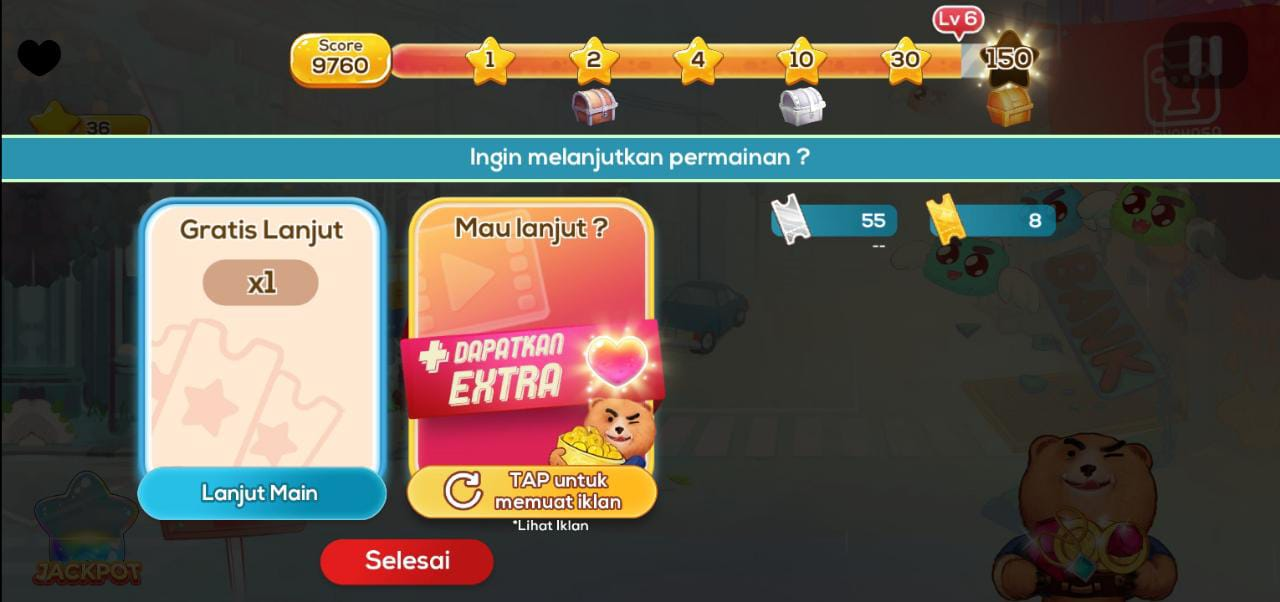 Lv 6
Score
9760
1
2
4
10
30
150
36
Ingin melanjutkan permainan ?
Gratis Lanjut
x1
Lanjut Main
Mau lanjut ?
+ DAPATKAN
EXTRA
TAP untuk
memuat iklan
*Lihat Iklan
55
--
8
BANK
JACKPOT
Selesai